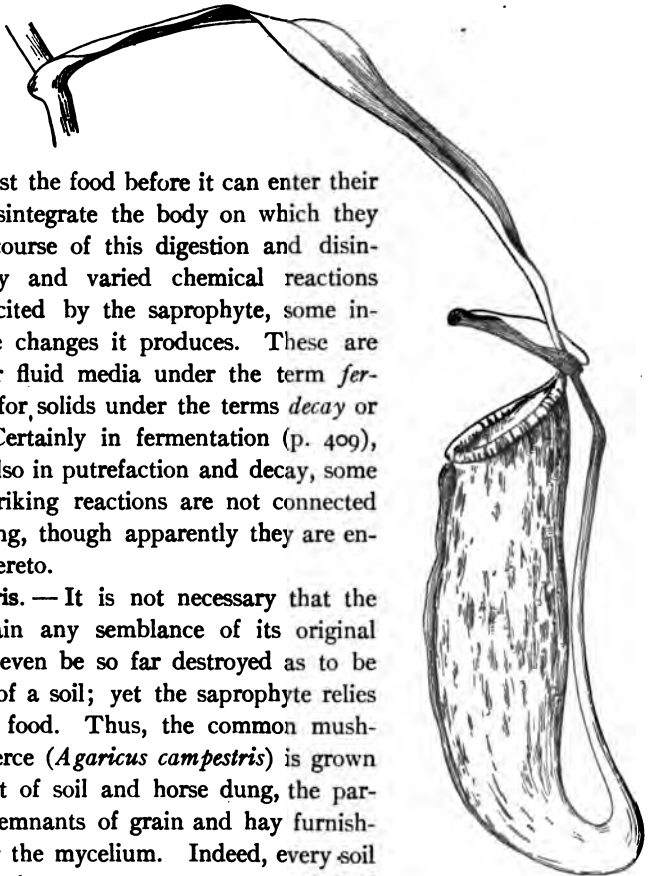 st the food before it can enter their
sintegrate the body on which they
course of this digestion and disin-
y and varied chemical reactions
cited by the saprophyte, some in-
e changes it produces. These are
r fluid media under the term fer-
for solids under the terms decay or
Certainly in fermentation (p. 409),
lso in putrefaction and decay, some
riking reactions are not connected
ng, though apparently they are en-
ereto.
ris. — It is not necessary that the
ain any semblance of its original
even be so far destroyed as to be
of a soil; yet the saprophyte relies
food. Thus, the common mush-
erce (Agaricus campestris) is grown
t of soil and horse dung, the par-
emnants of grain and hay furnish-
r the mycelium. Indeed, every soil